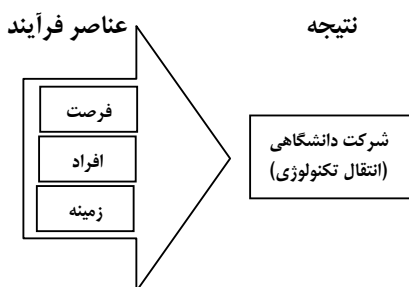 نتیجه
عناصر فرآیند
فرصت
افراد
زمینه
شرکت دانشگاهی
(انتقال تکنولوژی)